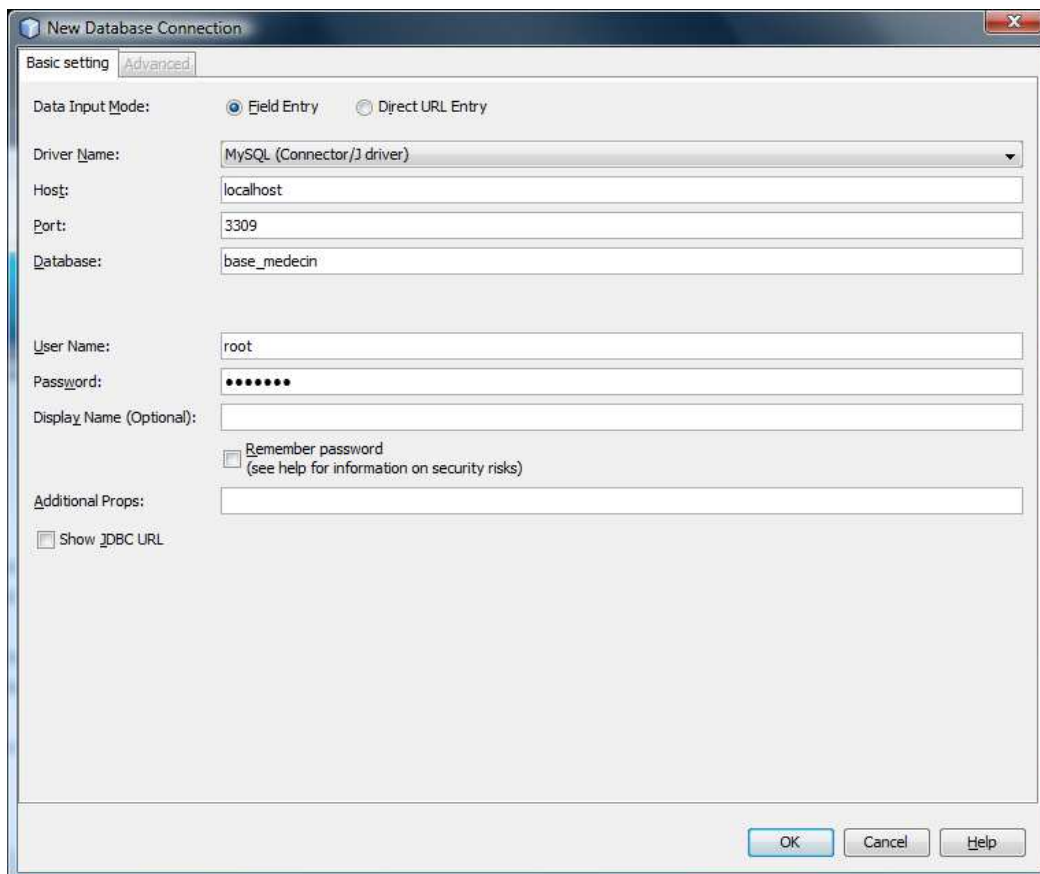 New Database Connection
Basic setting Advanced
Data Input Mode: Field Entry Direct URL Entry
Driver Name: MySQL (Connector/J driver)
Host: localhost
Port: 3309
Database: base_medecin
User Name: root
Password: •••••••
Display Name (Optional):
Remember password
(see help for information on security risks)
Additional Props:
Show JDBC URL
OK Cancel Help